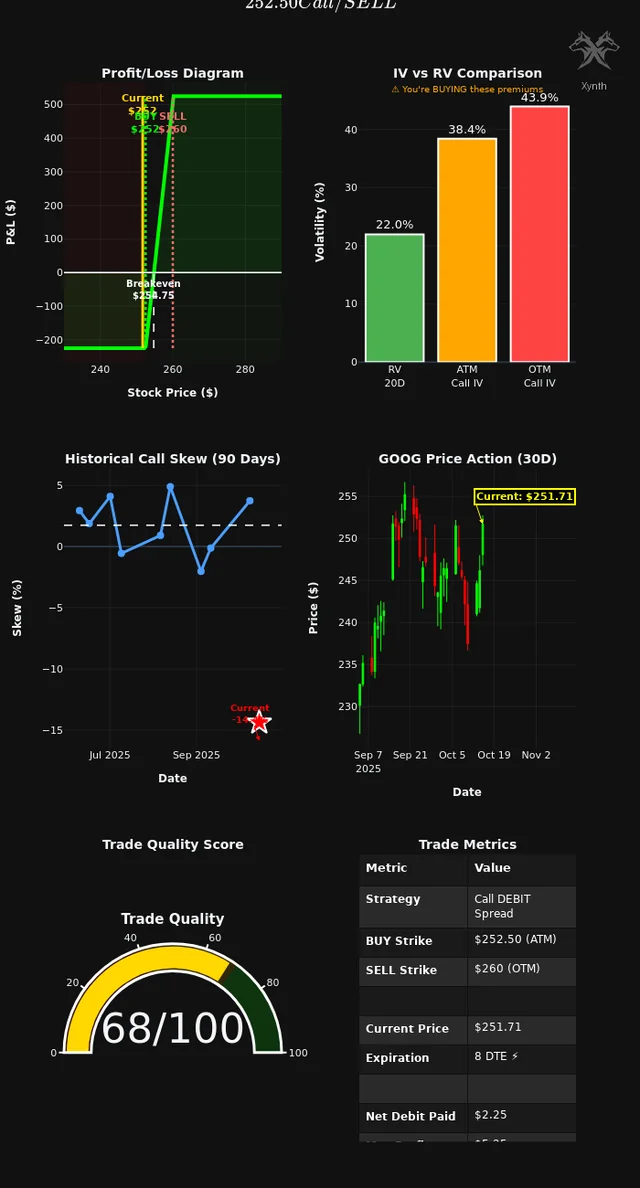 252.50Call/SELL
Xynth
Profit/Loss Diagram
Current
$252
BUY SELL
$252 $260
Breakeven
$254.75
500
400
300
200
100
0
−100
−200
240
260
280
P&L ($)
Stock Price ($)
IV vs RV Comparison
⚠ You're BUYING these premiums
43.9%
38.4%
22.0%
40
30
20
10
0
Volatility (%)
RV
20D
ATM
Call IV
OTM
Call IV
Historical Call Skew (90 Days)
5
0
−5
−10
−15
Skew (%)
Current
Jul 2025
Sep 2025
Date
GOOG Price Action (30D)
Current: $251.71
255
250
245
240
235
230
Price ($)
Sep 7
2025
Sep 21
Oct 5
Oct 19
Nov 2
Date
Trade Quality Score
Trade Quality
0
20
40
60
80
100
68/100
Trade Metrics
Metric Value
Strategy Call DEBIT
Spread
BUY Strike $252.50 (ATM)
SELL Strike $260 (OTM)
Current Price $251.71
Expiration 8 DTE ⚡
Net Debit Paid $2.25